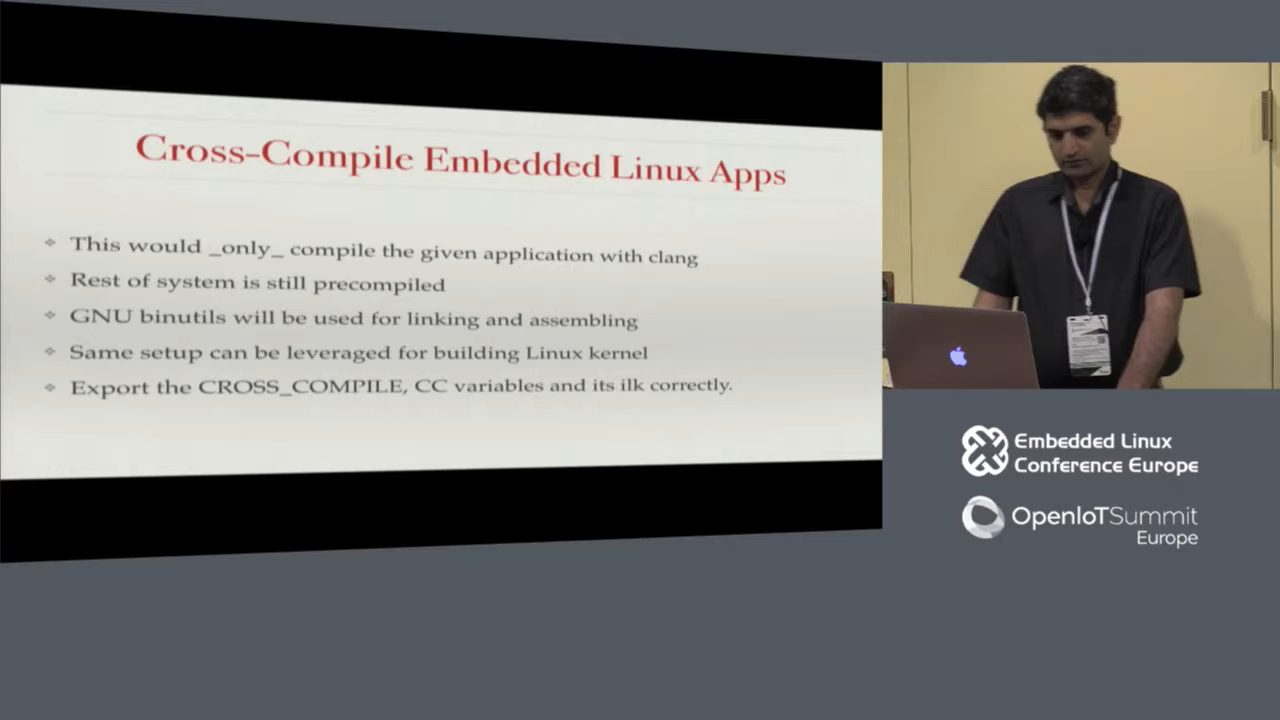 Cross-Compile Embedded Linux Apps
This would _only_ compile the given application with clang
Rest of system is still precompiled
GNU binutils will be used for linking and assembling
Same setup can be leveraged for building Linux kernel
Export the CROSS_COMPILE, CC variables and its ilk correctly.
Embedded Linux
Conference Europe
OpenIoTSummit
Europe